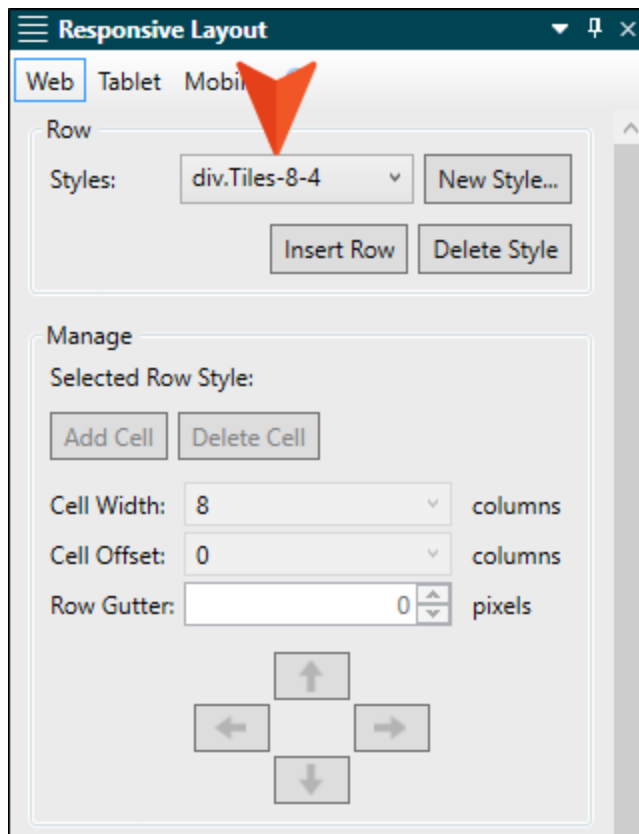 Responsive Layout
Web Tablet
Row
Styles: div.Tiles-8-4 New Style...
Insert Row Delete Style
Manage
Selected Row Style:
Add Cell Delete Cell
Cell Width: 8 columns
Cell Offset: 0 columns
Row Gutter: 0 pixels